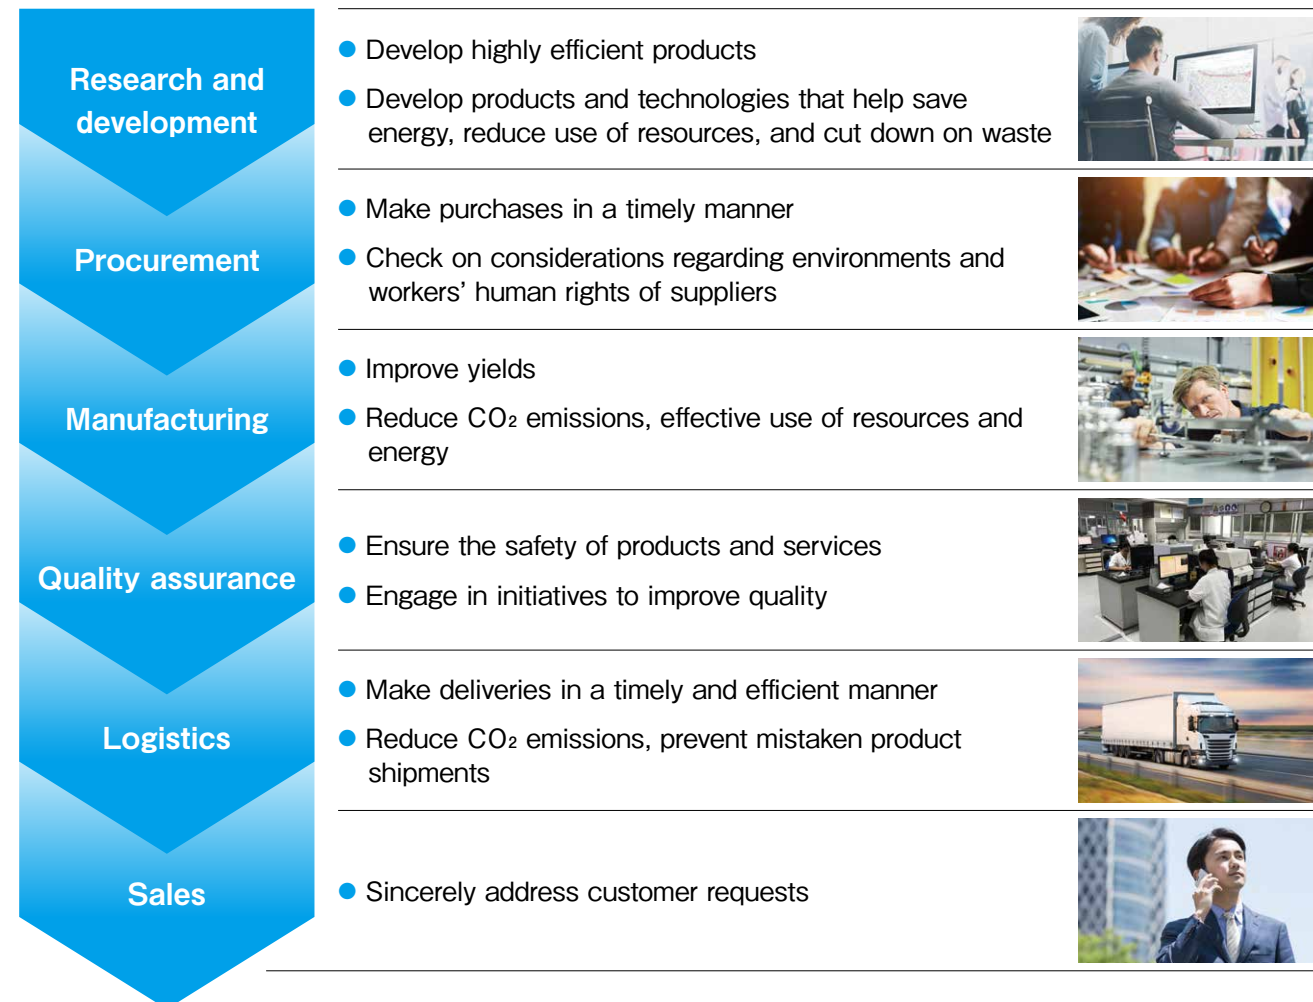 Research and
development
● Develop highly efficient products
● Develop products and technologies that help save
energy, reduce use of resources, and cut down on waste
Procurement
● Make purchases in a timely manner
● Check on considerations regarding environments and
workers’ human rights of suppliers
Manufacturing
● Improve yields
● Reduce CO₂ emissions, effective use of resources and
energy
Quality assurance
● Ensure the safety of products and services
● Engage in initiatives to improve quality
Logistics
● Make deliveries in a timely and efficient manner
● Reduce CO₂ emissions, prevent mistaken product
shipments
Sales
● Sincerely address customer requests